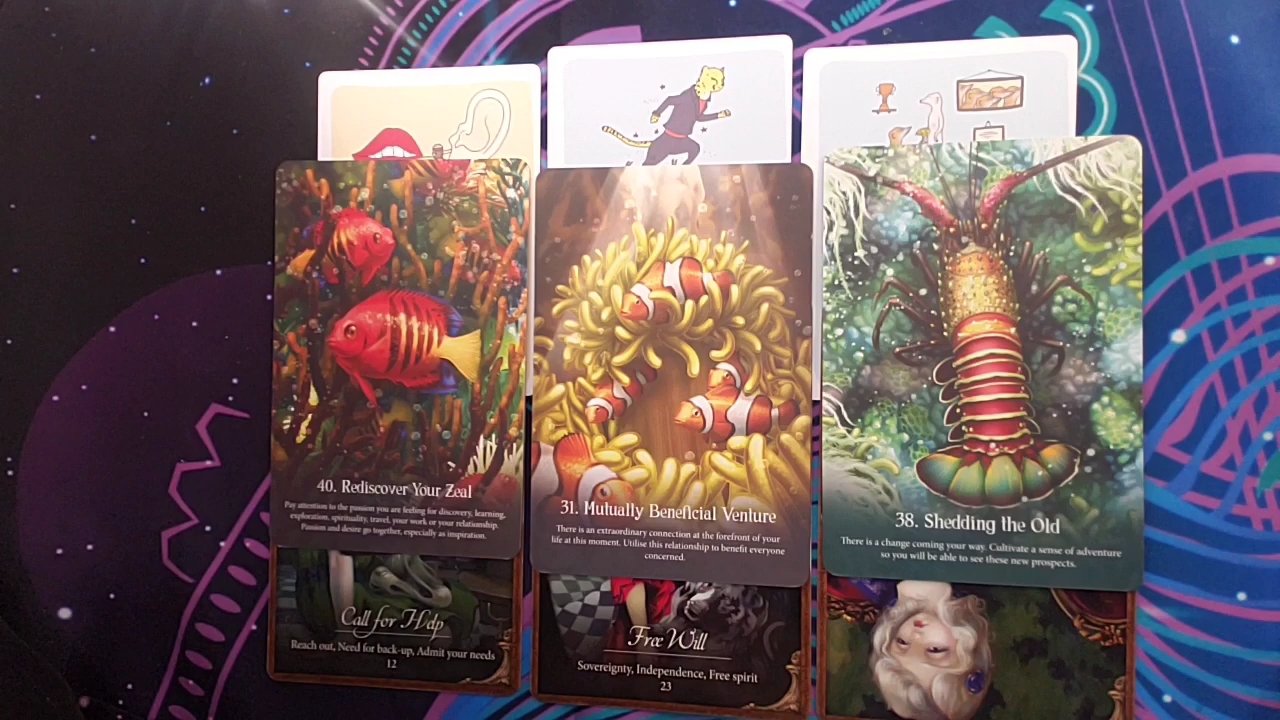 40. Rediscover Your Zeal
Pay attention to the passion you are feeling for discovery, learning,
exploration, spirituality, travel, your work or your relationship.
Passion and desire go together, especially as inspiration.
31. Mutually Beneficial Venture
There is an extraordinary connection at the forefront of your
life at this moment. Utilise this relationship to benefit everyone
concerned.
38. Shedding the Old
There is a change coming your way. Cultivate a sense of adventure
so you will be able to see these new prospects.
Call for Help
Reach out, Need for back-up, Admit your needs
12
Free Will
Sovereignty, Independence, Free spirit
23